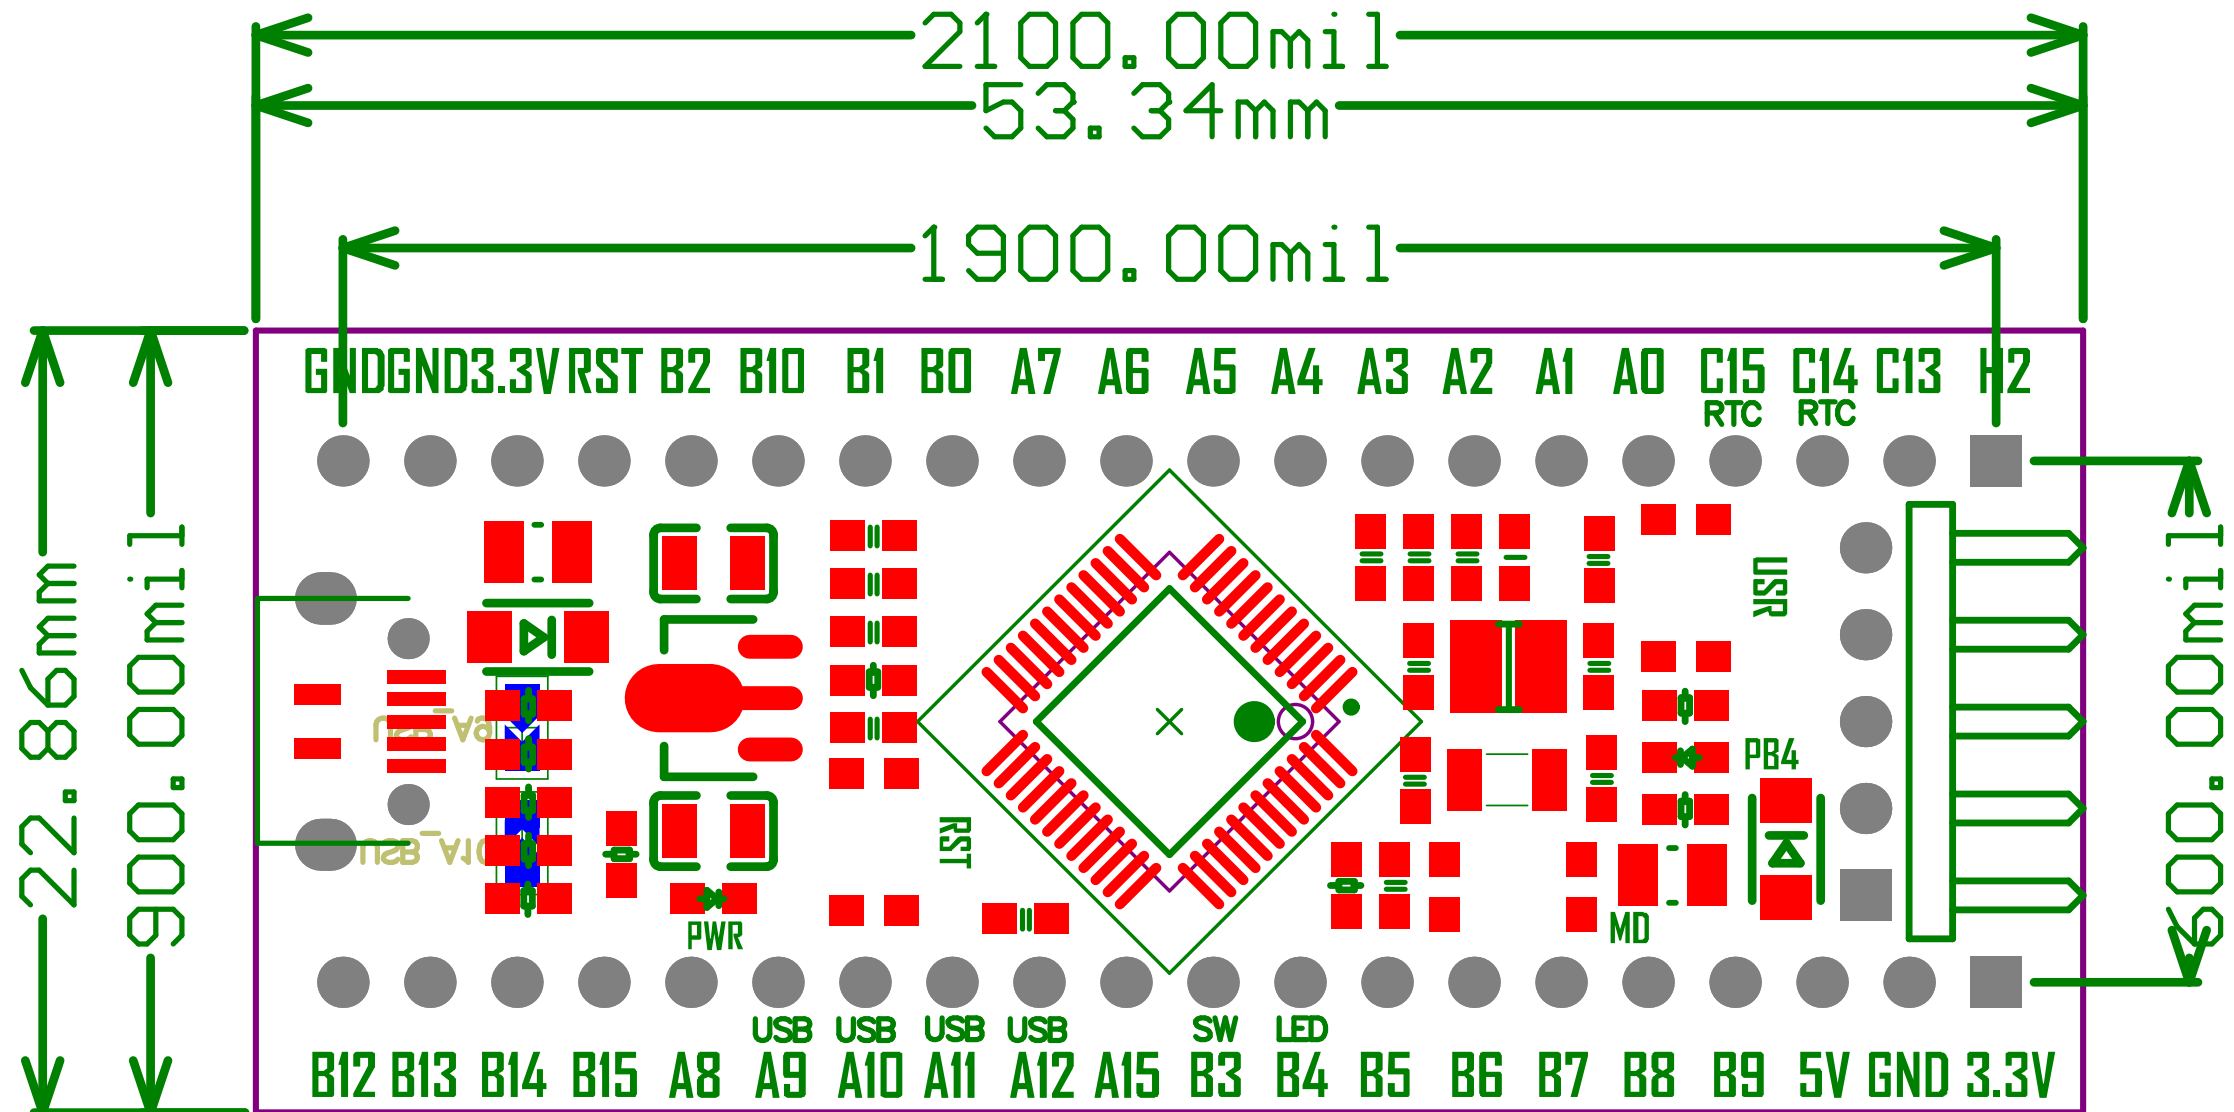 2100.00mil
53.34mm
1900.00mil
GND GND 3.3V RST B2 B10 B1 B0 A7 A6 A5 A4 A3 A2 A1 A0 C15 C14 C13 H2
RTC RTC
22.86mm
900.00mil
600.00mil
USR
USB_A9
PB4
USB_A10
RST
PWR
MD
USB USB USB USB SW LED
B12 B13 B14 B15 A8 A9 A10 A11 A12 A15 B3 B4 B5 B6 B7 B8 B9 5V GND 3.3V